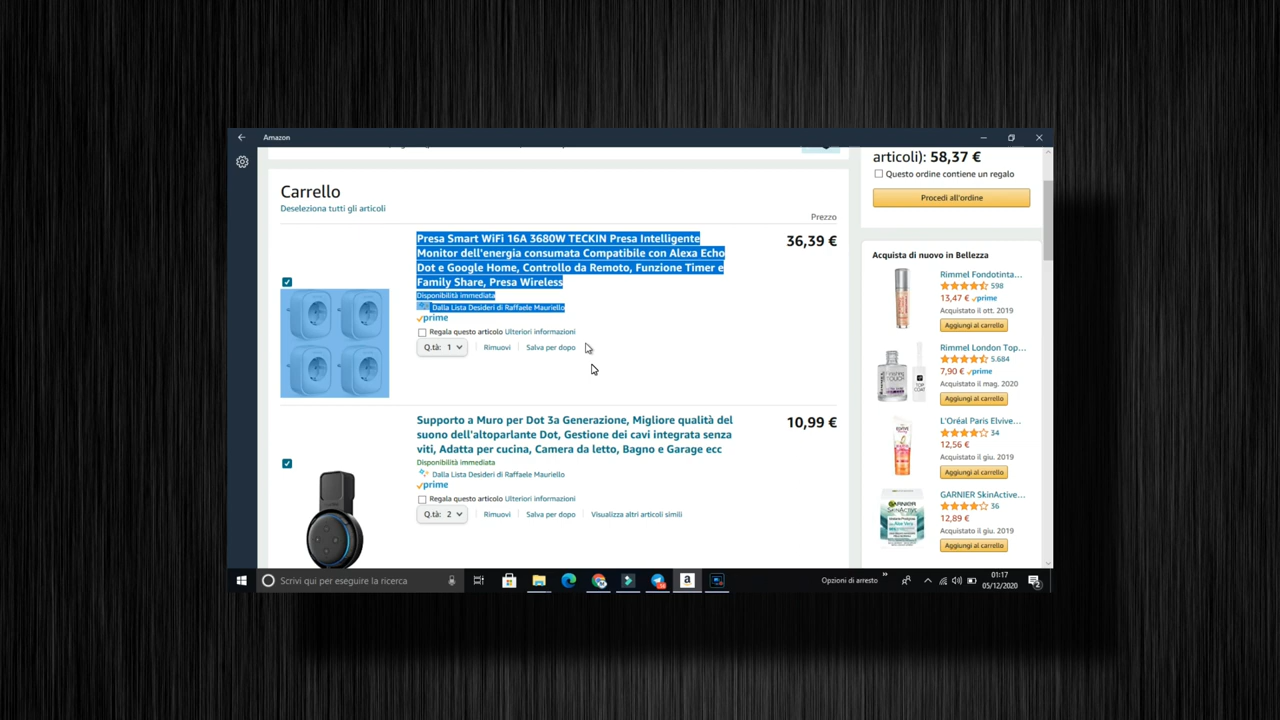 Amazon
articoli): 58,37 €
Questo ordine contiene un regalo
Procedi all'ordine
Carrello
Deseleziona tutti gli articoli
Prezzo
Presa Smart WiFi 16A 3680W TECKIN Presa Intelligente
Monitor dell'energia consumata Compatibile con Alexa Echo
Dot e Google Home, Controllo da Remoto, Funzione Timer e
Family Share, Presa Wireless
36,39 €
Disponibilità immediata
Dalla Lista Desideri di Raffaele Mauriello
prime
Regala questo articolo Ulteriori informazioni
Q.tà: 1
Rimuovi
Salva per dopo
Supporto a Muro per Dot 3a Generazione, Migliore qualità del
suono dell'altoparlante Dot, Gestione dei cavi integrata senza
viti, Adatta per cucina, Camera da letto, Bagno e Garage ecc
10,99 €
Disponibilità immediata
Dalla Lista Desideri di Raffaele Mauriello
prime
Regala questo articolo Ulteriori informazioni
Q.tà: 2
Rimuovi
Salva per dopo
Visualizza altri articoli simili
Acquista di nuovo in Bellezza
Rimmel Fondotinta...
598
13,47 € prime
Acquistato il ott. 2019
Aggiungi al carrello
Rimmel London Top...
5.684
7,90 € prime
Acquistato il mag. 2020
Aggiungi al carrello
L'Oréal Paris Elvive...
34
12,56 €
Acquistato il giu. 2019
Aggiungi al carrello
GARNIER SkinActive...
36
12,89 €
Acquistato il giu. 2019
Aggiungi al carrello
Scrivi qui per eseguire la ricerca
Opzioni di arresto
01:17
05/12/2020